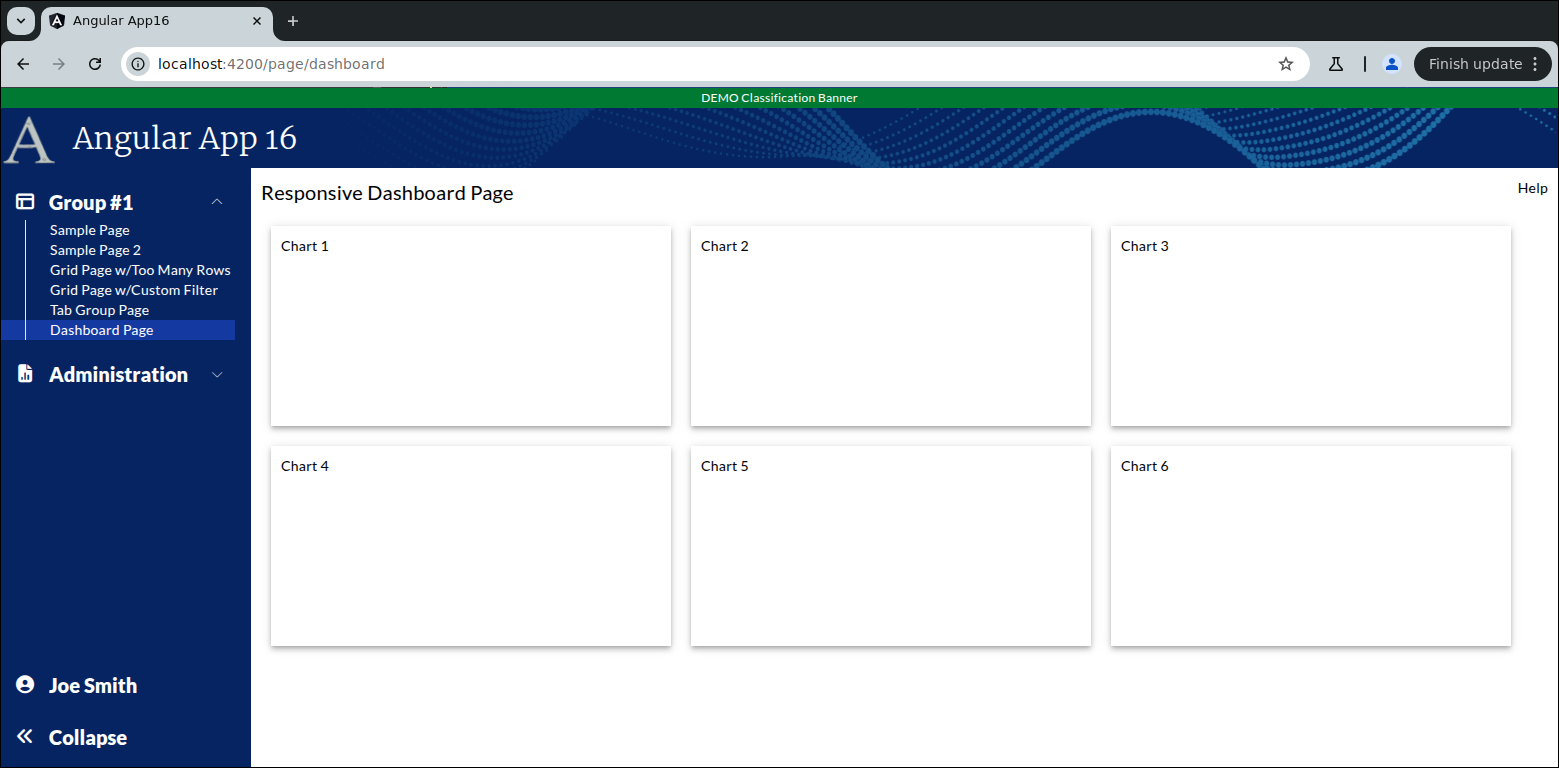 Angular App16
localhost:4200/page/dashboard
Finish update
DEMO Classification Banner
A Angular App 16
Group #1
Sample Page
Sample Page 2
Grid Page w/Too Many Rows
Grid Page w/Custom Filter
Tab Group Page
Dashboard Page
Administration
Joe Smith
Collapse
Responsive Dashboard Page
Help
Chart 1
Chart 2
Chart 3
Chart 4
Chart 5
Chart 6